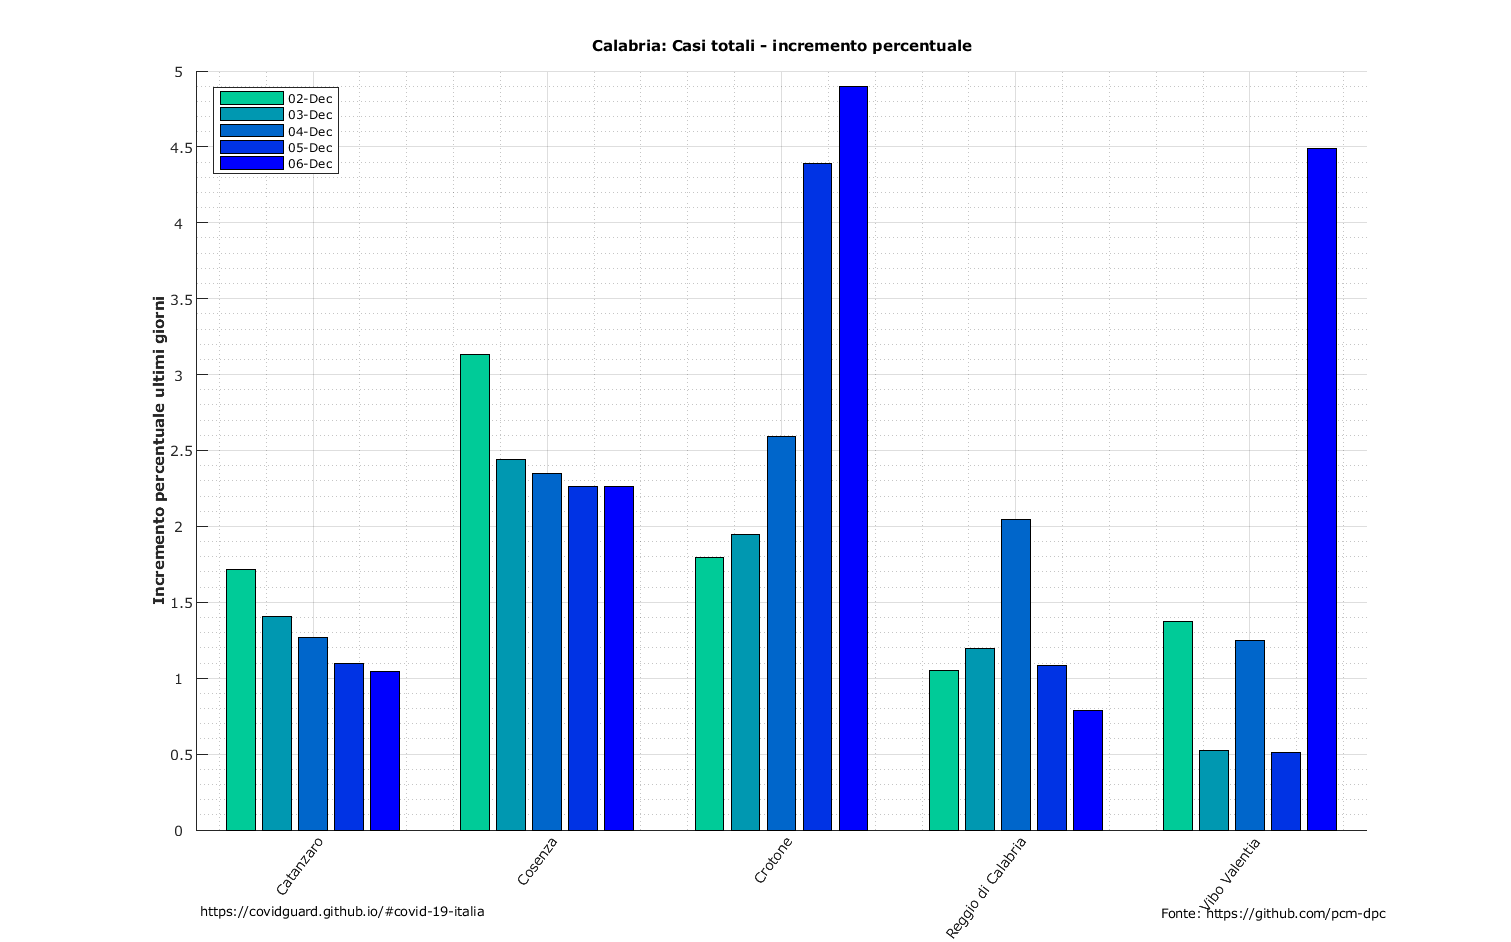 Calabria: Casi totali - incremento percentuale
5
4.5
4
3.5
3
2.5
2
1.5
1
0.5
0
Incremento percentuale ultimi giorni
02-Dec
03-Dec
04-Dec
05-Dec
06-Dec
Catanzaro
Cosenza
Crotone
Reggio di Calabria
Vibo Valentia
https://covidguard.github.io/#covid-19-italia
Fonte: https://github.com/pcm-dpc